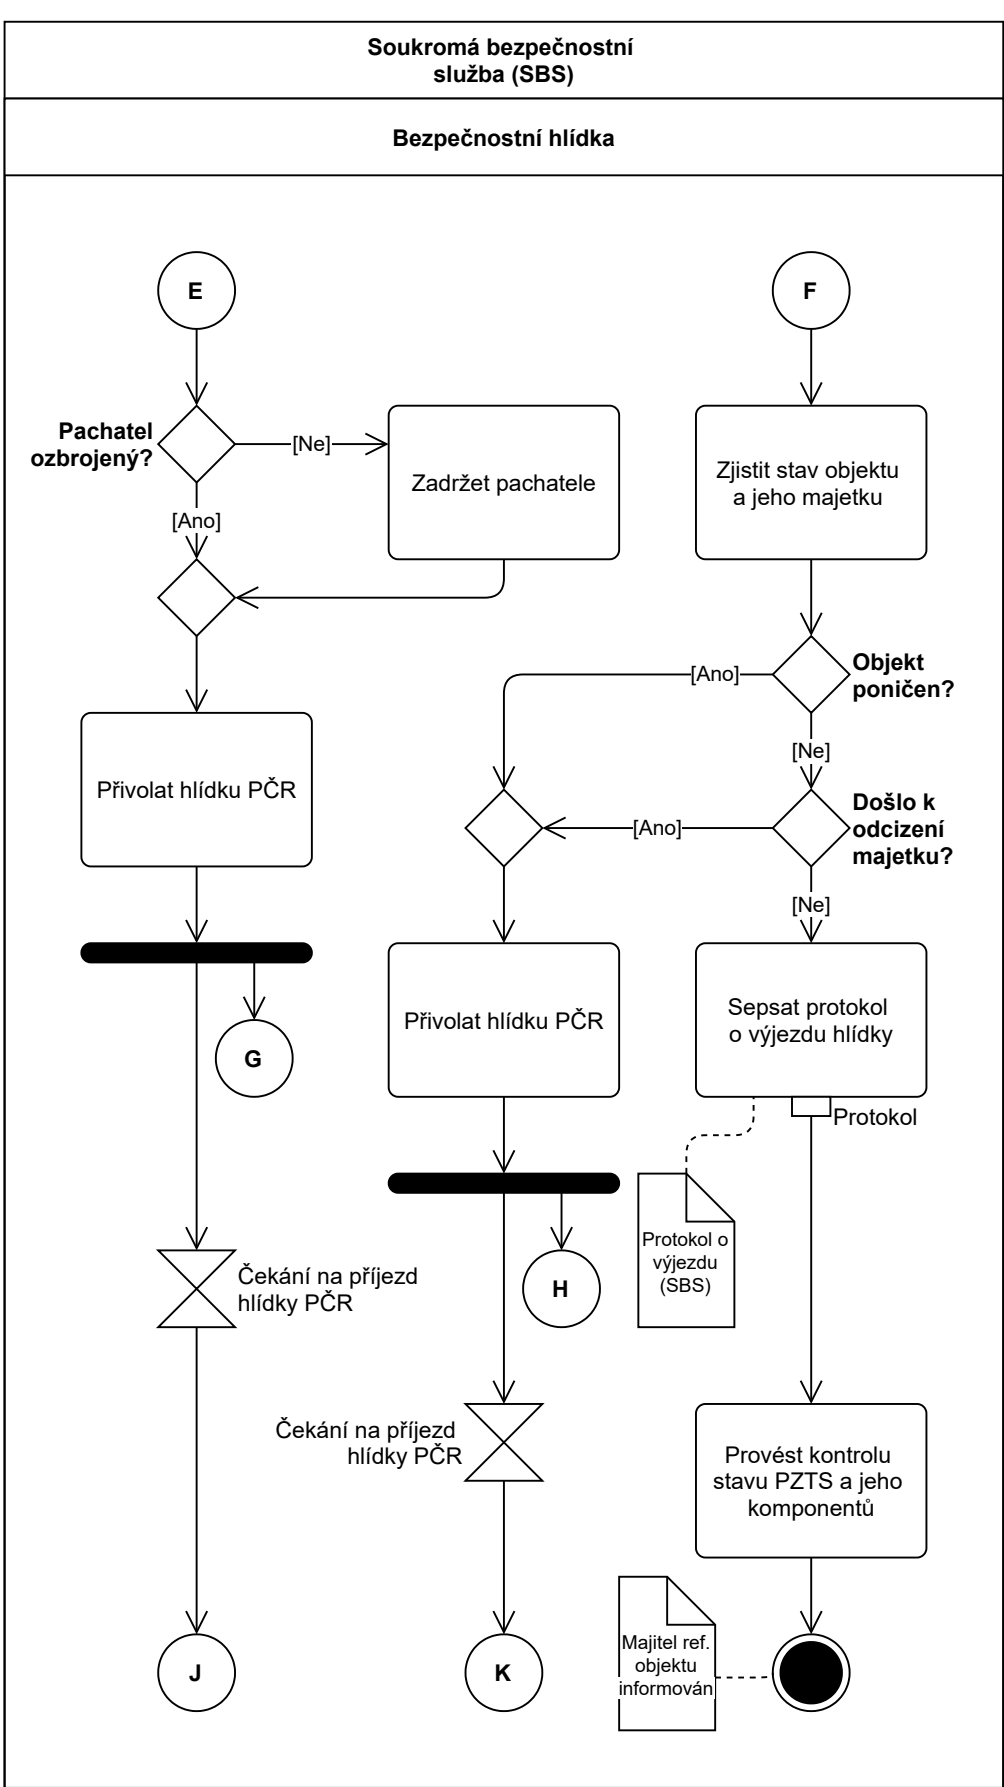 Soukromá bezpečnostní
služba (SBS)
Bezpečnostní hlídka
E
F
Pachatel
ozbrojený?
[Ne]
Zadržet pachatele
Zjistit stav objektu
a jeho majetku
[Ano]
[Ano]
Objekt
poničen?
[Ne]
Přivolat hlídku PČR
[Ano]
Došlo k
odcizení
majetku?
[Ne]
G
Přivolat hlídku PČR
Sepsat protokol
o výjezdu hlídky
Protokol
Čekání na příjezd
hlídky PČR
H
Protokol o
výjezdu
(SBS)
Čekání na příjezd
hlídky PČR
Provést kontrolu
stavu PZTS a jeho
komponentů
J
K
Majitel ref.
objektu
informován